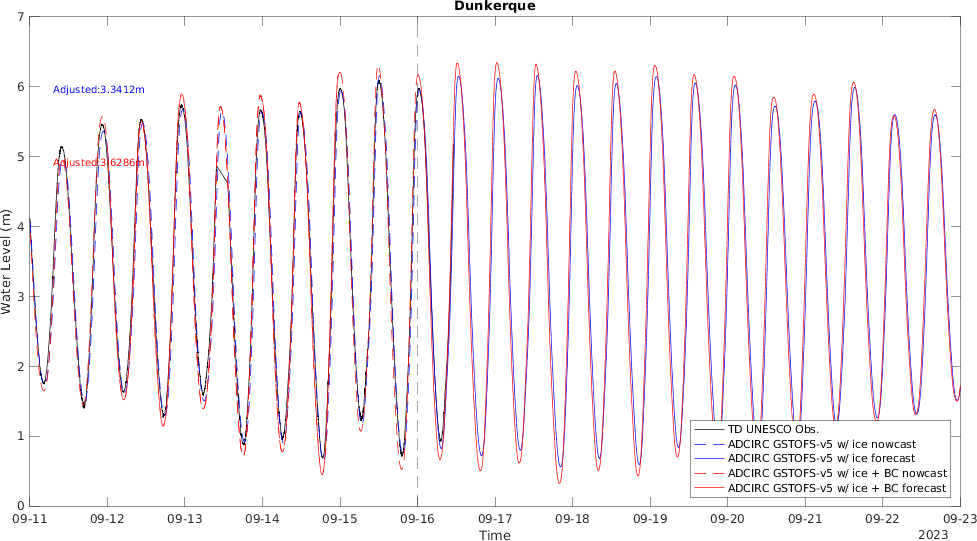 Dunkerque
7
6
5
4
3
2
1
0
Water Level (m)
Adjusted:3.3412m
Adjusted:3.6286m
TD UNESCO Obs.
ADCIRC GSTOFS-v5 w/ ice nowcast
ADCIRC GSTOFS-v5 w/ ice forecast
ADCIRC GSTOFS-v5 w/ ice + BC nowcast
ADCIRC GSTOFS-v5 w/ ice + BC forecast
09-11 09-12 09-13 09-14 09-15 09-16 09-17 09-18 09-19 09-20 09-21 09-22 09-23
Time
2023